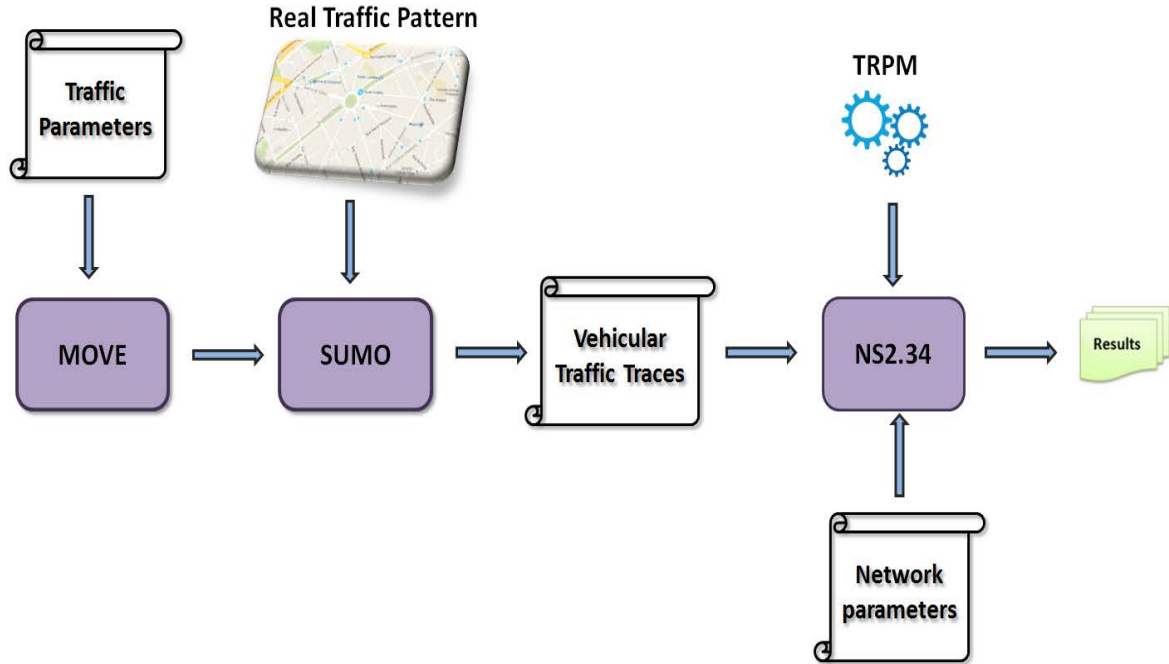 Real Traffic Pattern
Traffic
Parameters
TRPM
MOVE
SUMO
Vehicular
Traffic Traces
NS2.34
Results
Network
parameters